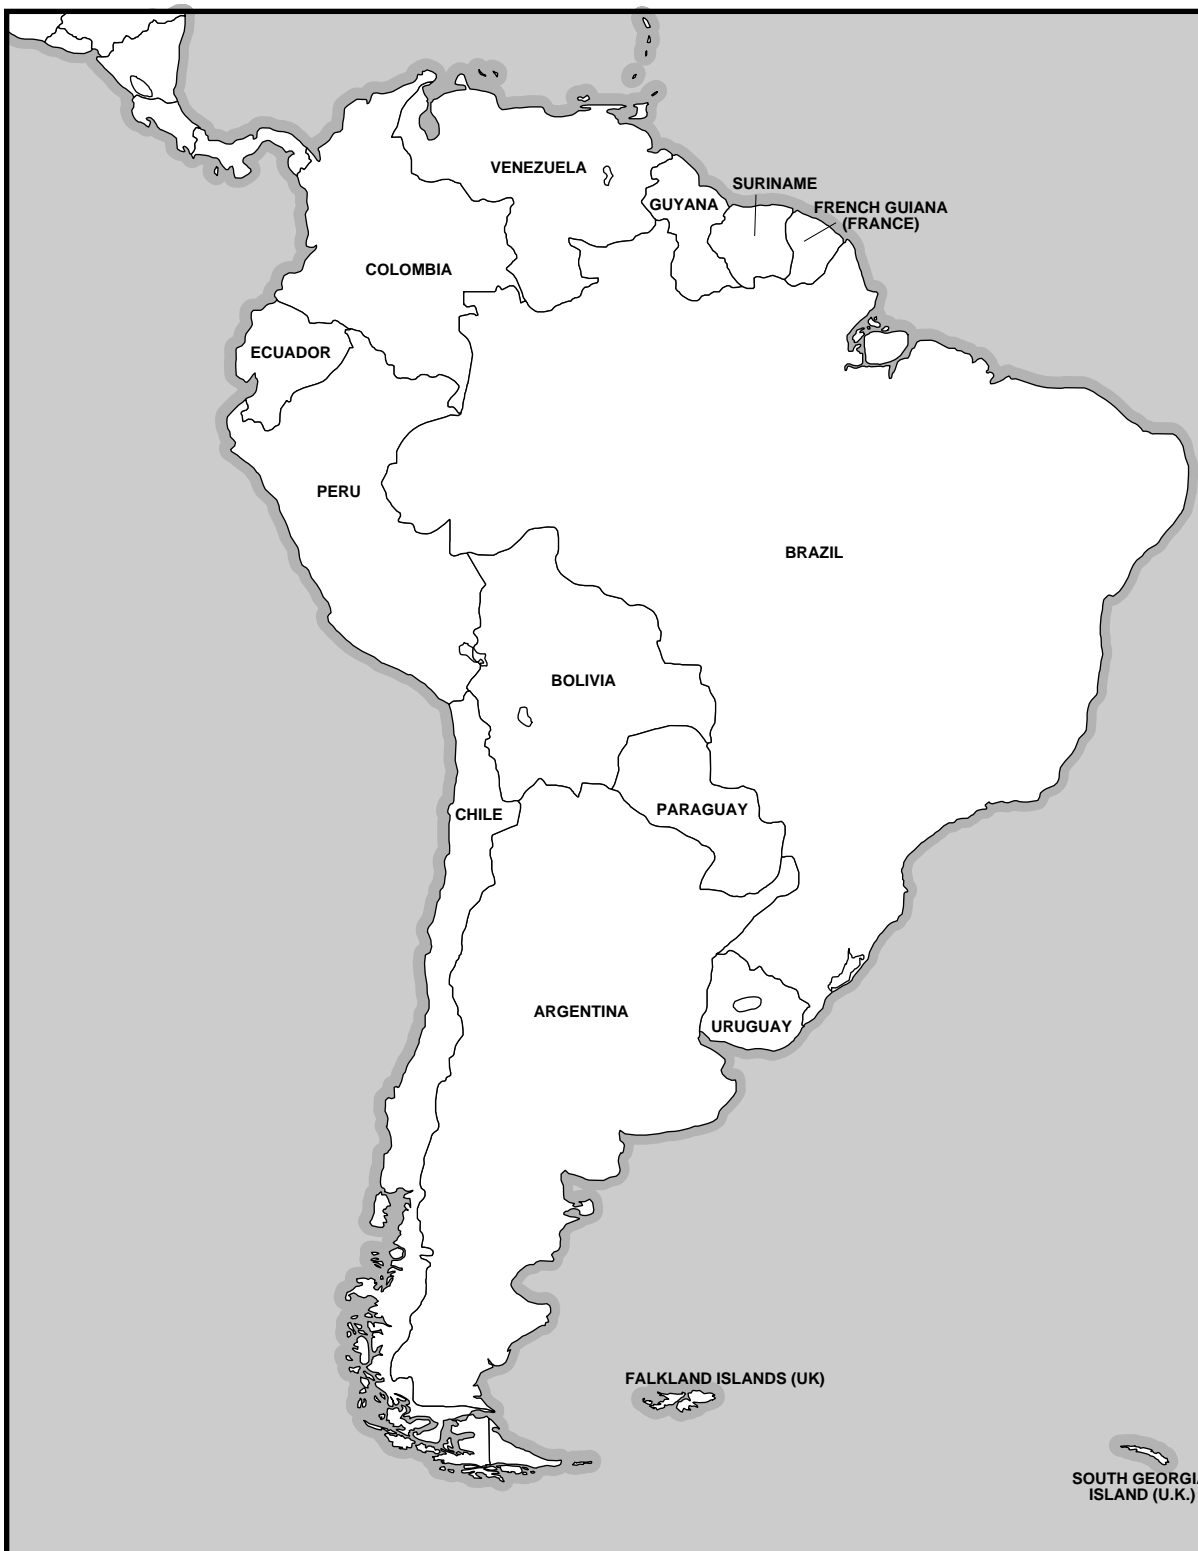 VENEZUELA
SURINAME
GUYANA
FRENCH GUIANA
(FRANCE)
COLOMBIA
ECUADOR
PERU
BRAZIL
BOLIVIA
CHILE
PARAGUAY
ARGENTINA
URUGUAY
FALKLAND ISLANDS (UK)
SOUTH GEORGIA
ISLAND (U.K.)